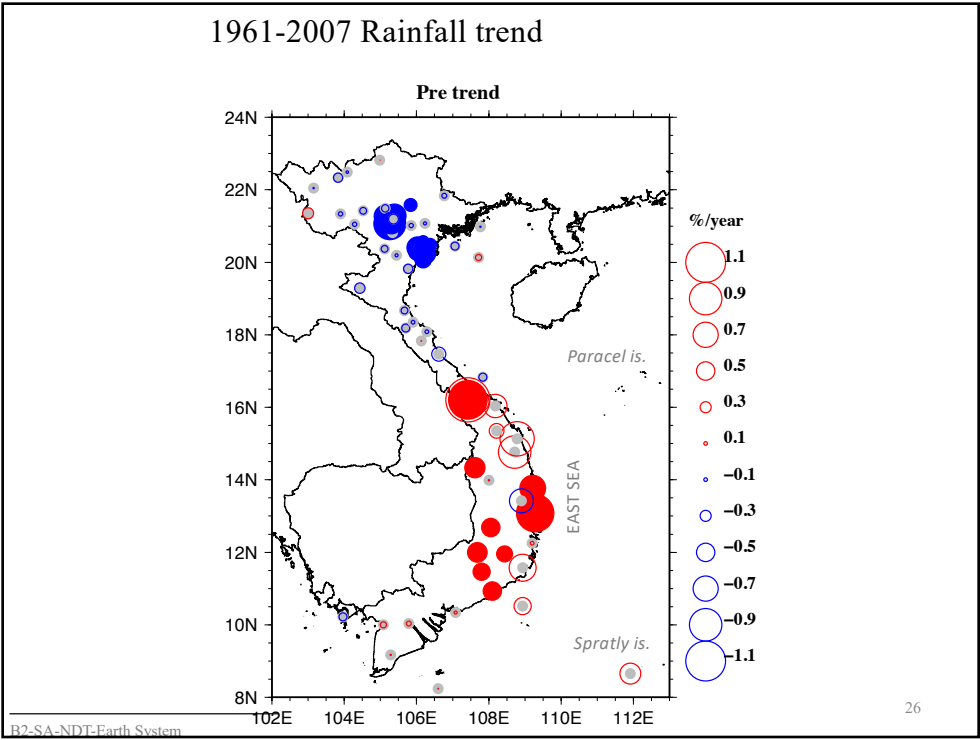 1961-2007 Rainfall trend
Pre trend
24N
22N
20N
18N
16N
14N
12N
10N
8N
102E 104E 106E 108E 110E 112E
Paracel is.
EAST SEA
Spratly is.
%/year
1.1
0.9
0.7
0.5
0.3
0.1
−0.1
−0.3
−0.5
−0.7
−0.9
−1.1
B2-SA-NDT-Earth System
26